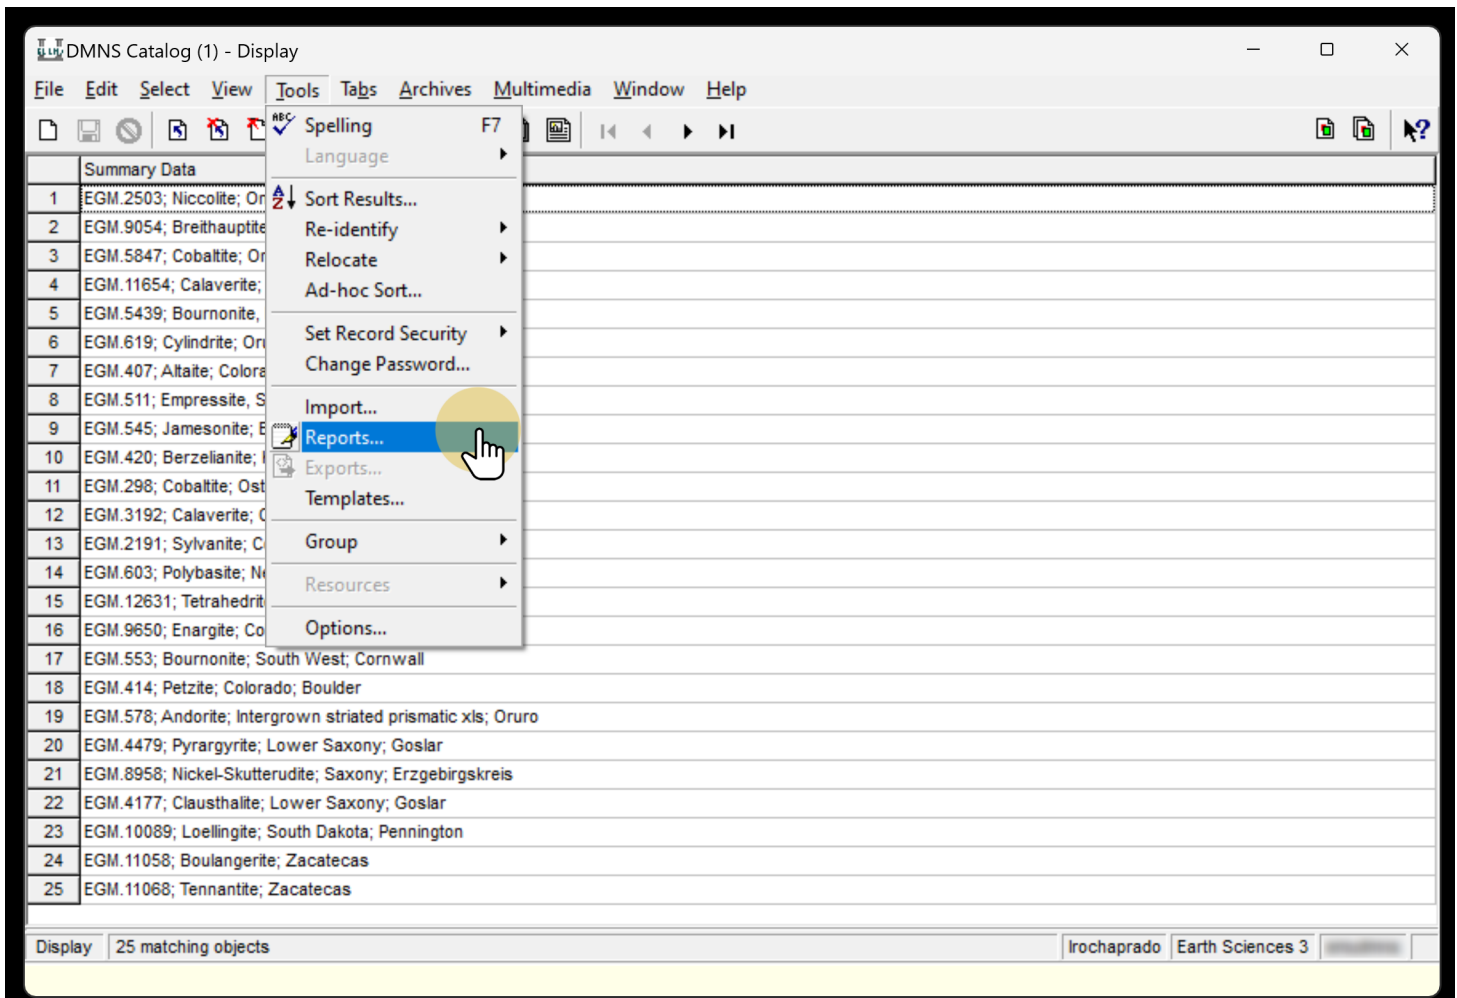 DMNS Catalog (1) - Display
File Edit Select View Tools Tabs Archives Multimedia Window Help
Spelling F7
Language
Sort Results...
Re-identify
Relocate
Ad-hoc Sort...
Set Record Security
Change Password...
Import...
Reports...
Exports...
Templates...
Group
Resources
Options...
Summary Data
1 EGM.2503; Niccolite;
2 EGM.9054; Breithauptite
3 EGM.5847; Cobaltite;
4 EGM.11654; Calaverite;
5 EGM.5439; Bournonite,
6 EGM.619; Cylindrite;
7 EGM.407; Altaite;
8 EGM.511; Empressite,
9 EGM.545; Jamesonite;
10 EGM.420; Berzelianite;
11 EGM.298; Cobaltite;
12 EGM.3192; Calaverite;
13 EGM.2191; Sylvanite;
14 EGM.603; Polybasite;
15 EGM.12631;
16 EGM.9650; Enargite;
17 EGM.553; Bournonite; South West; Cornwall
18 EGM.414; Petzite; Colorado; Boulder
19 EGM.578; Andorite; Intergrown striated prismatic xls; Oruro
20 EGM.4479; Pyrargyrite; Lower Saxony; Goslar
21 EGM.8958; Nickel-Skutterudite; Saxony; Erzgebirgskreis
22 EGM.4177; Clausthalite; Lower Saxony; Goslar
23 EGM.10089; Loellingite; South Dakota; Pennington
24 EGM.11058; Boulangerite; Zacatecas
25 EGM.11068; Tennantite; Zacatecas
Display 25 matching objects lrochaprado Earth Sciences 3